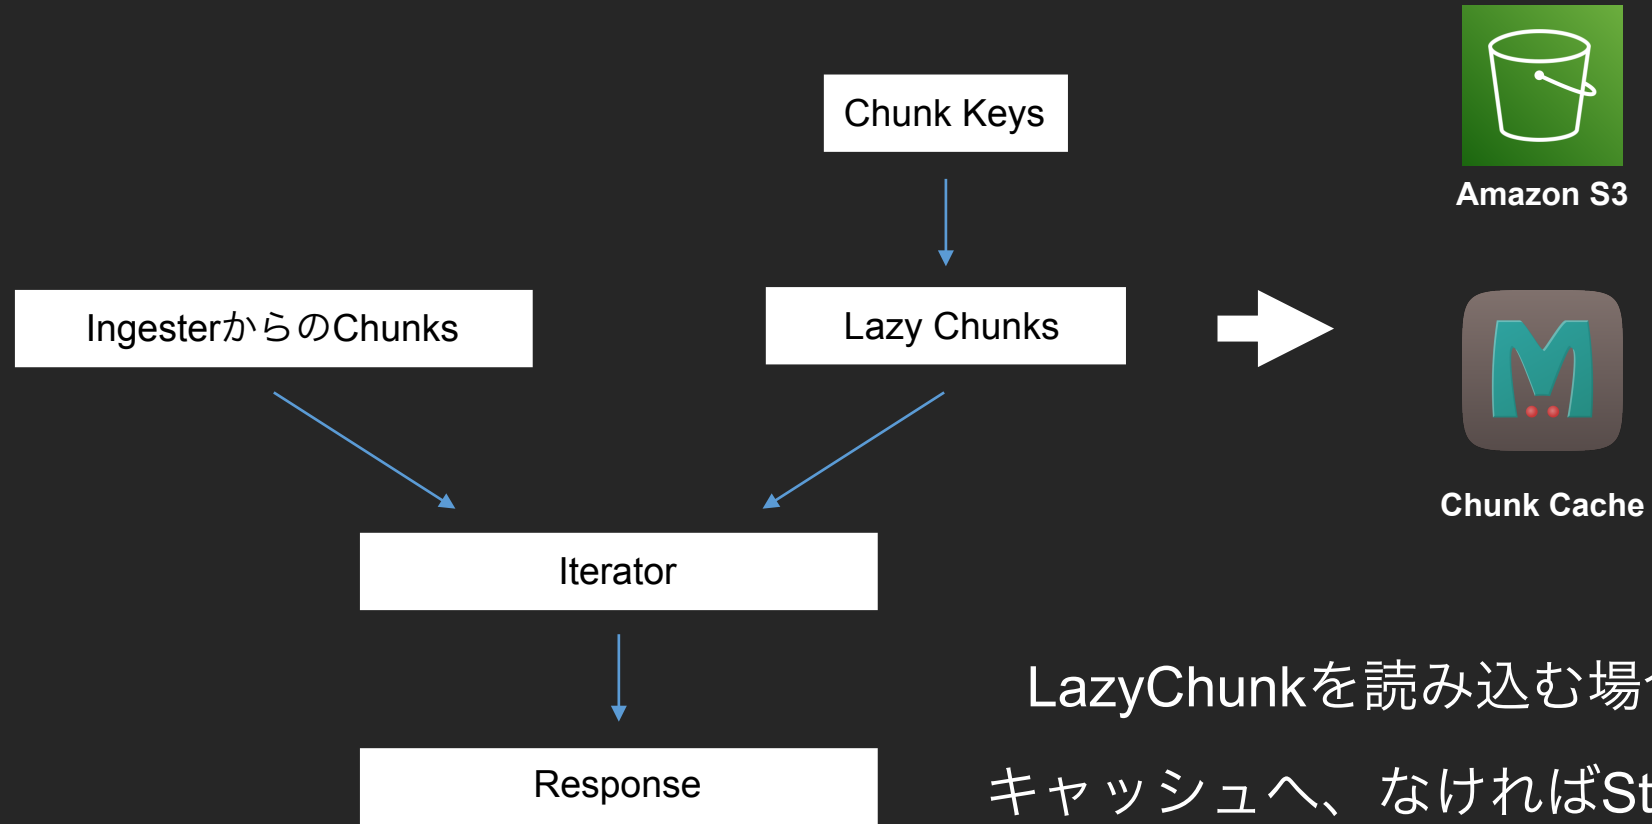 Chunk Keys
Amazon S3
IngesterからのChunks
Lazy Chunks
Chunk Cache
Iterator
LazyChunkを読み込む場
Response
キャッシュへ、なければSt